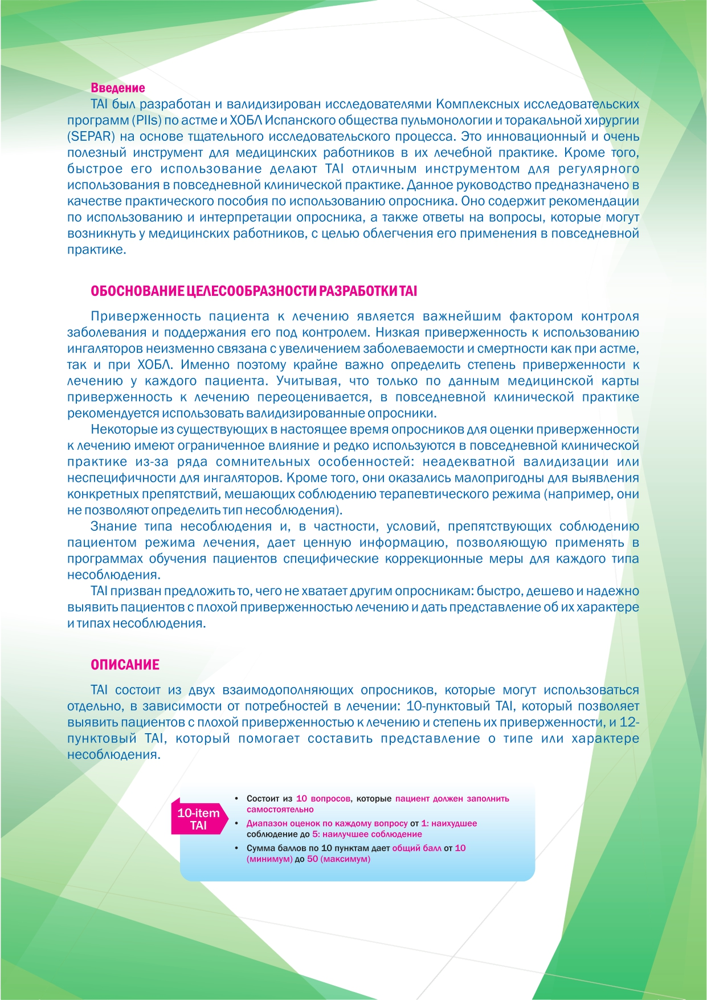 Введение
TAI был разработан и валидизирован исследователями Комплексных исследовательских
программ (PIIs) по астме и ХОБЛ Испанского общества пульмонологии и торакальной хирургии
(SEPAR) на основе тщательного исследовательского процесса. Это инновационный и очень
полезный инструмент для медицинских работников в их лечебной практике. Кроме того,
быстрое его использование делают TAI отличным инструментом для регулярного
использования в повседневной клинической практике. Данное руководство предназначено в
качестве практического пособия по использованию опросника. Оно содержит рекомендации
по использованию и интерпретации опросника, а также ответы на вопросы, которые могут
возникнуть у медицинских работников, с целью облегчения его применения в повседневной
практике.
ОБОСНОВАНИЕ ЦЕЛЕСООБРАЗНОСТИ РАЗРАБОТКИ TAI
Приверженность пациента к лечению является важнейшим фактором контроля
заболевания и поддержания его под контролем. Низкая приверженность к использованию
ингаляторов неизменно связана с увеличением заболеваемости и смертности как при астме,
так и при ХОБЛ. Именно поэтому крайне важно определить степень приверженности к
лечению у каждого пациента. Учитывая, что только по данным медицинской карты
приверженность к лечению переоценивается, в повседневной клинической практике
рекомендуется использовать валидизированные опросники.
Некоторые из существующих в настоящее время опросников для оценки приверженности
к лечению имеют ограниченное влияние и редко используются в повседневной клинической
практике из-за ряда сомнительных особенностей: неадекватной валидизации или
неспецифичности для ингаляторов. Кроме того, они оказались малопригодны для выявления
конкретных препятствий, мешающих соблюдению терапевтического режима (например, они
не позволяют определить тип несоблюдения).
Знание типа несоблюдения и, в частности, условий, препятствующих соблюдению
пациентом режима лечения, дает ценную информацию, позволяющую применять в
программах обучения пациентов специфические коррекционные меры для каждого типа
несоблюдения.
TAI призван предложить то, чего не хватает другим опросникам: быстро, дешево и надежно
выявить пациентов с плохой приверженностью лечению и дать представление об их характере
и типах несоблюдения.
ОПИСАНИЕ
TAI состоит из двух взаимодополняющих опросников, которые могут использоваться
отдельно, в зависимости от потребностей в лечении: 10-пунктовый TAI, который позволяет
выявить пациентов с плохой приверженностью к лечению и степень их приверженности, и 12-
пунктовый TAI, который помогает составить представление о типе или характере
несоблюдения.
10-item
TAI
• Состоит из 10 вопросов, которые пациент должен заполнить
самостоятельно
• Диапазон оценок по каждому вопросу от 1: наихудшее
соблюдение до 5: наилучшее соблюдение
• Сумма баллов по 10 пунктам дает общий балл от 10
(минимум) до 50 (максимум)